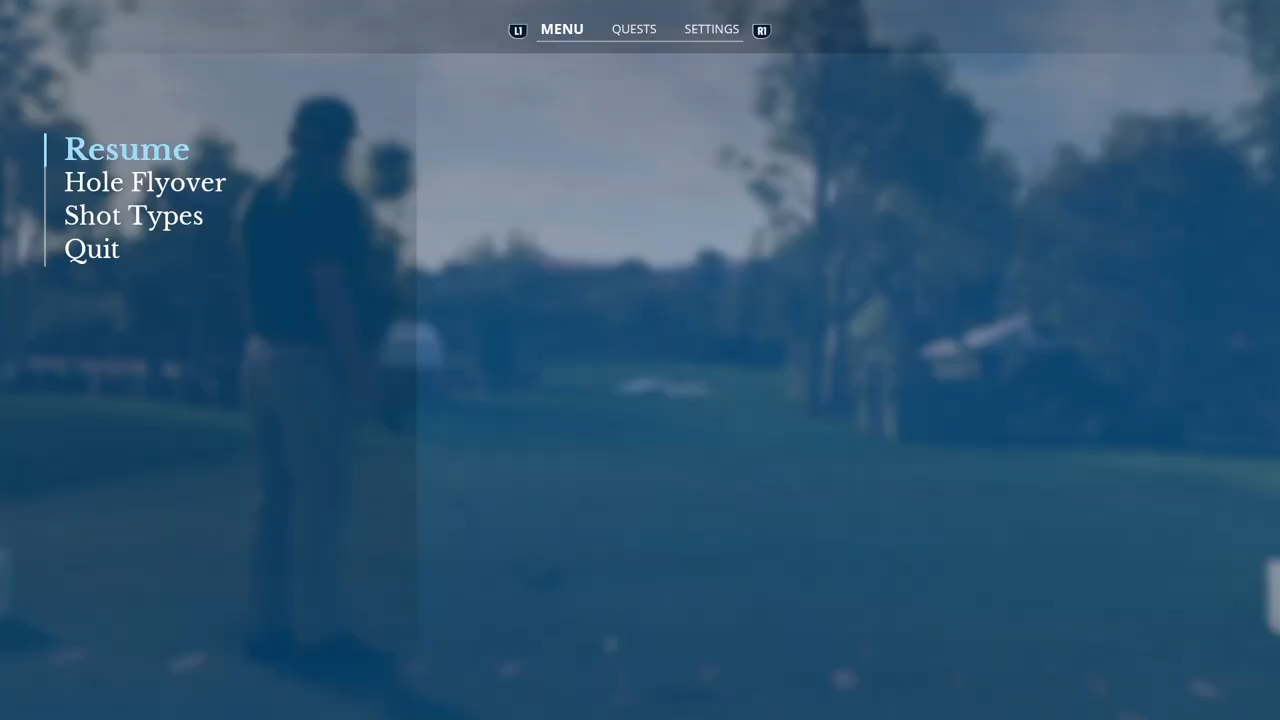 L1 MENU QUESTS SETTINGS R1
Resume
Hole Flyover
Shot Types
Quit